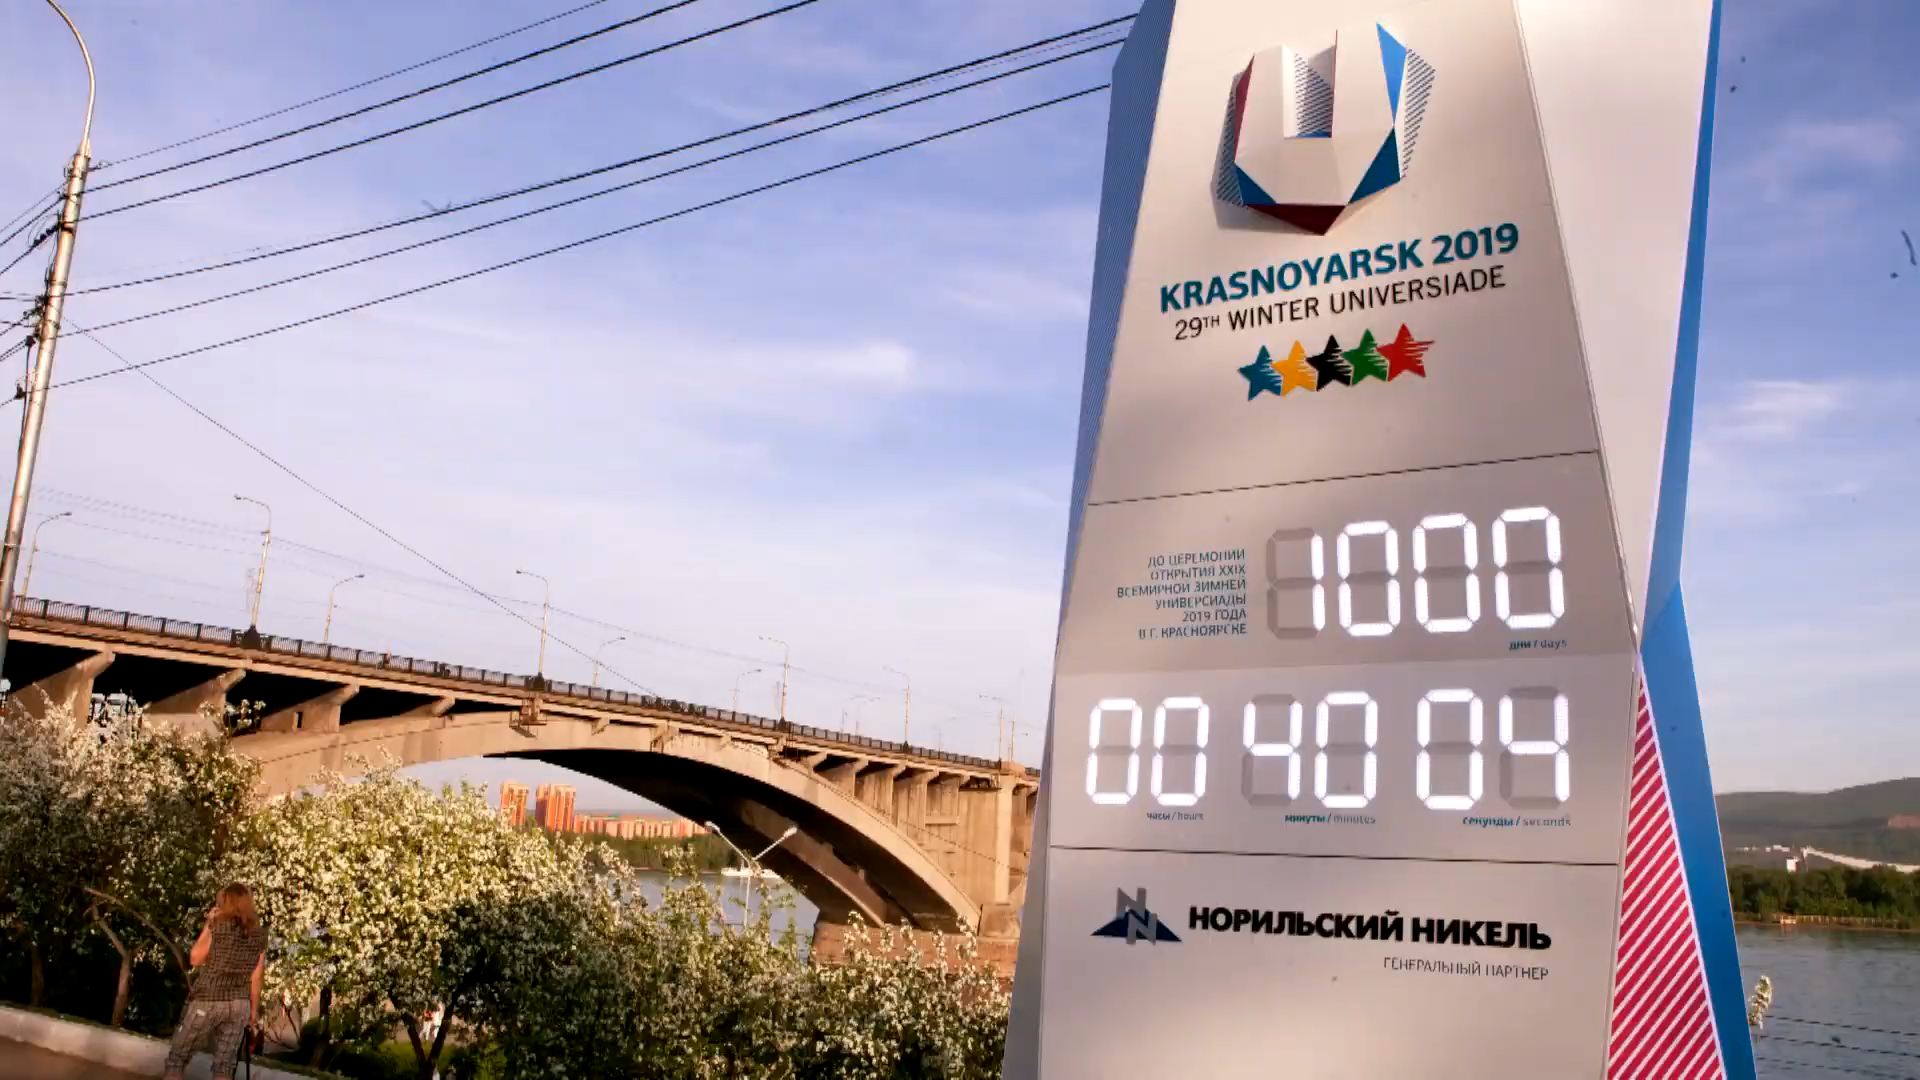 KRASNOYARSK 2019
29TH WINTER UNIVERSIADE
ДО ЦЕРЕМОНИИ
ОТКРЫТИЯ XXIX
ВСЕМИРНОЙ ЗИМНЕЙ
УНИВЕРСИАДЫ
2019 ГОДА
В Г. КРАСНОЯРСКЕ
1000
дни / days
00 40 04
часы / hours
минуты / minutes
секунды / seconds
НОРИЛЬСКИЙ НИКЕЛЬ
ГЕНЕРАЛЬНЫЙ ПАРТНЕР